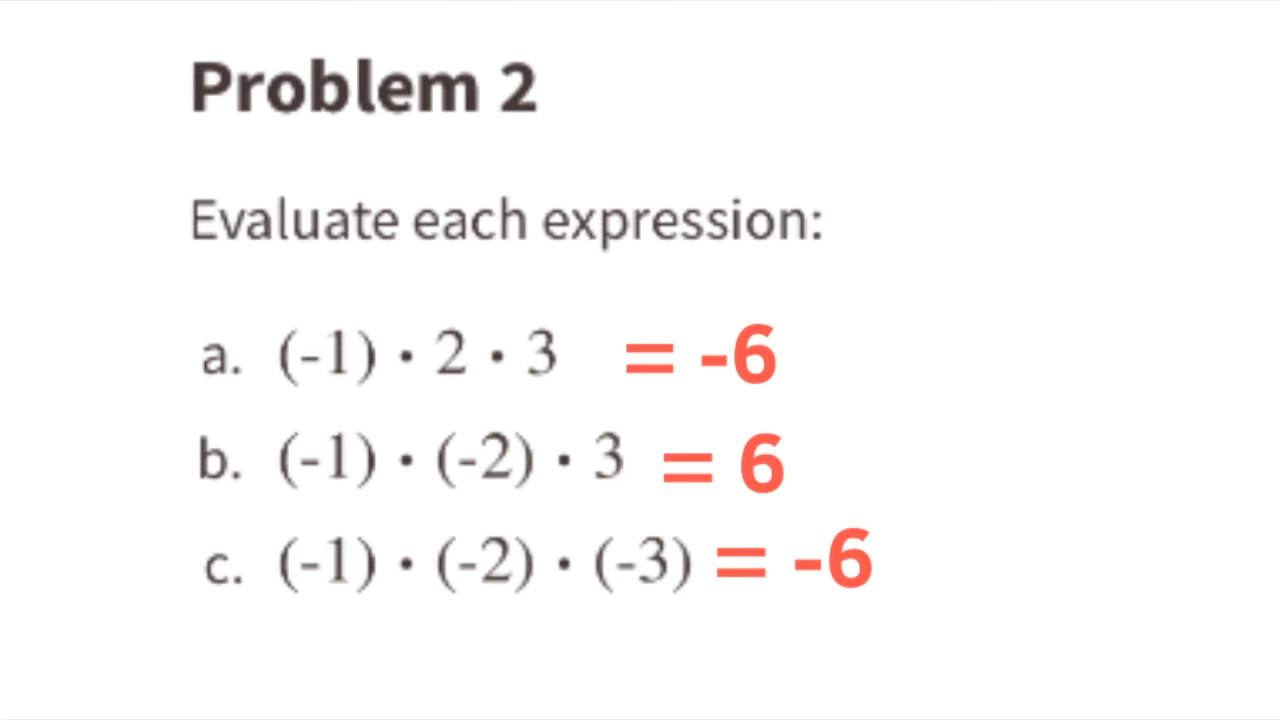 Problem 2
Evaluate each expression:
a. (-1) · 2 · 3 = -6
b. (-1) · (-2) · 3 = 6
c. (-1) · (-2) · (-3) = -6